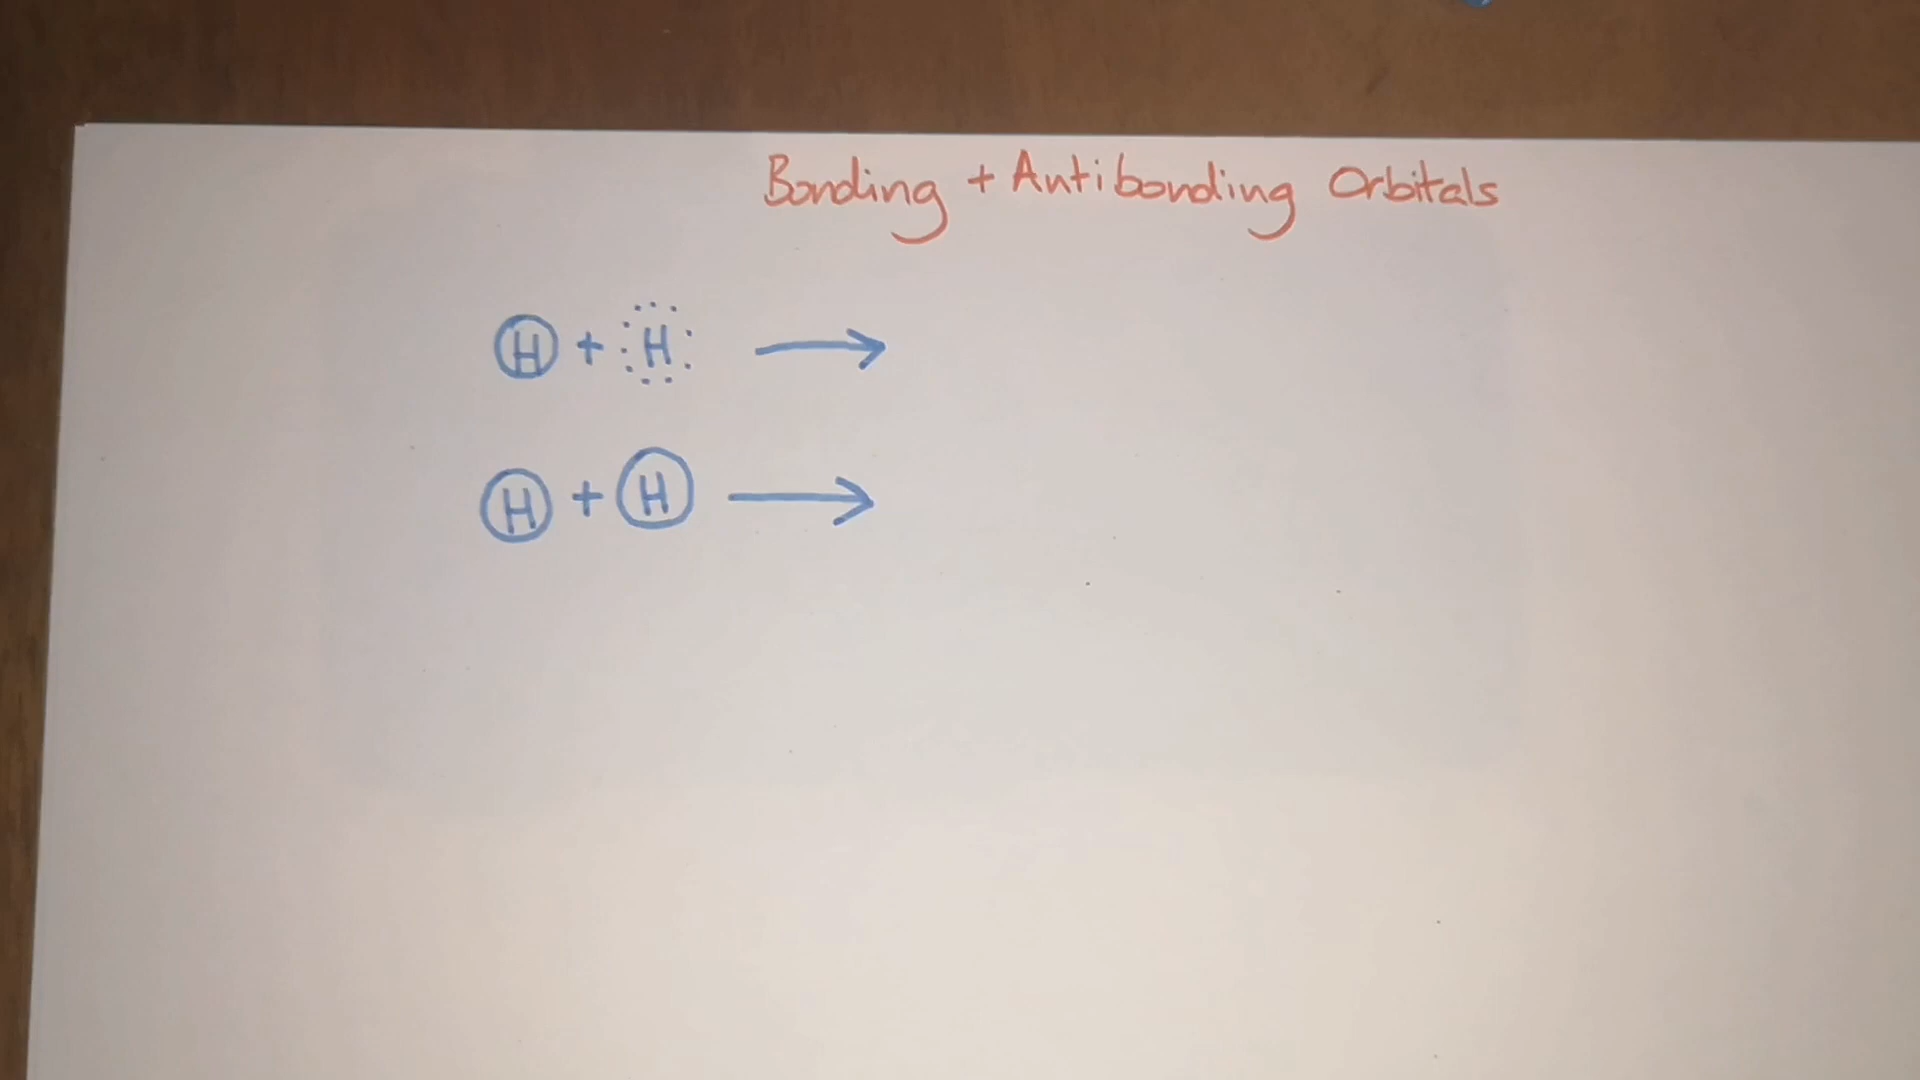 Bonding + Antibonding Orbitals
H + H →
H + H →